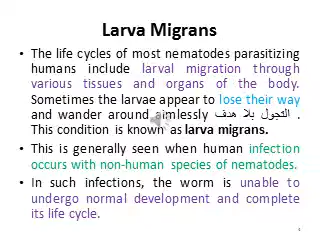 Larva Migrans
• The life cycles of most nematodes parasitizing
humans include larval migration through
various tissues and organs of the body.
Sometimes the larvae appear to lose their way
and wander around aimlessly التجول بلا هدف .
This condition is known as larva migrans.
• This is generally seen when human infection
occurs with non-human species of nematodes.
• In such infections, the worm is unable to
undergo normal development and complete
its life cycle.